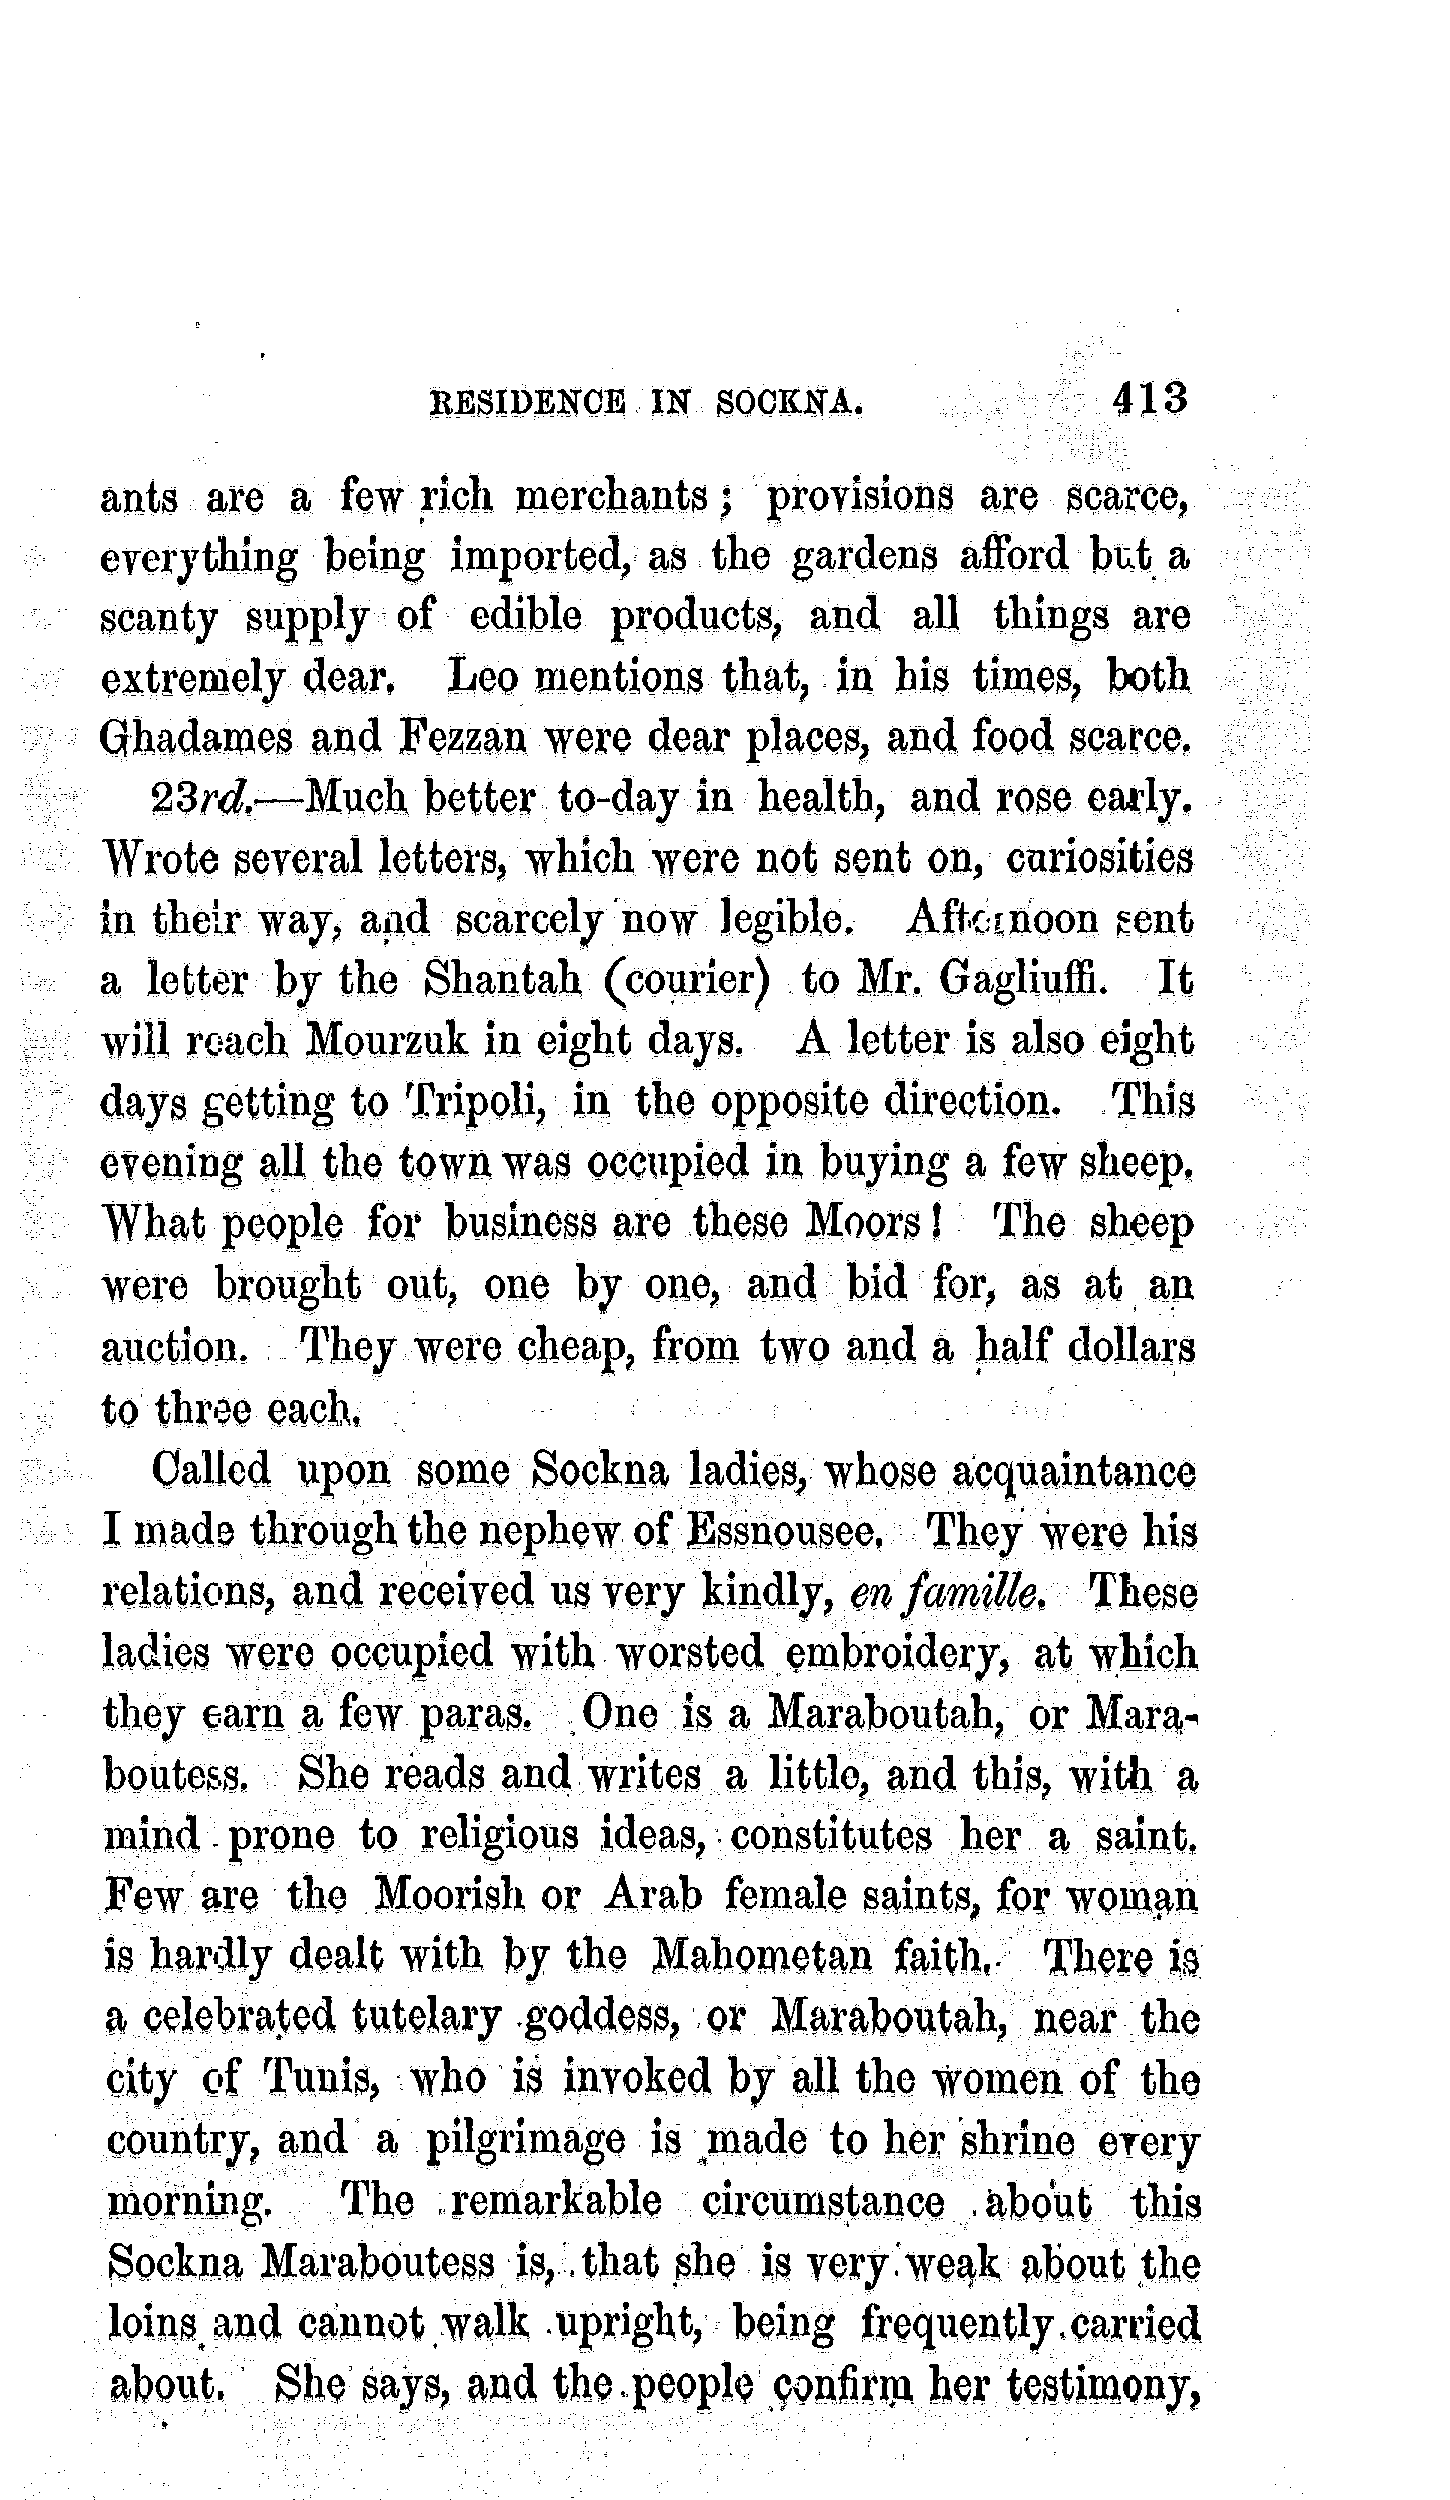 RESIDENCE IN SOCKNA. 413
ants are a few rich merchants; provisions are scarce,
everything being imported, as the gardens afford but a
scanty supply of edible products, and all things are
extremely dear. Leo mentions that, in his times, both
Ghadames and Fezzan were dear places, and food scarce.
23rd.—Much better to-day in health, and rose early.
Wrote several letters, which were not sent on, curiosities
in their way, and scarcely now legible. Afternoon sent
a letter by the Shantah (courier) to Mr. Gagliuffi. It
will reach Mourzuk in eight days. A letter is also eight
days getting to Tripoli, in the opposite direction. This
evening all the town was occupied in buying a few sheep.
What people for business are these Moors! The sheep
were brought out, one by one, and bid for, as at an
auction. They were cheap, from two and a half dollars
to three each.
Called upon some Sockna ladies, whose acquaintance
I made through the nephew of Essnousee. They were his
relations, and received us very kindly, en famille. These
ladies were occupied with worsted embroidery, at which
they earn a few paras. One is a Maraboutah, or Mara-
boutess. She reads and writes a little, and this, with a
mind prone to religious ideas, constitutes her a saint.
Few are the Moorish or Arab female saints, for woman
is hardly dealt with by the Mahometan faith. There is
a celebrated tutelary goddess, or Maraboutah, near the
city of Tunis, who is invoked by all the women of the
country, and a pilgrimage is made to her shrine every
morning. The remarkable circumstance about this
Sockna Maraboutess is, that she is very weak about the
loins and cannot walk upright, being frequently carried
about. She says, and the people confirm her testimony,